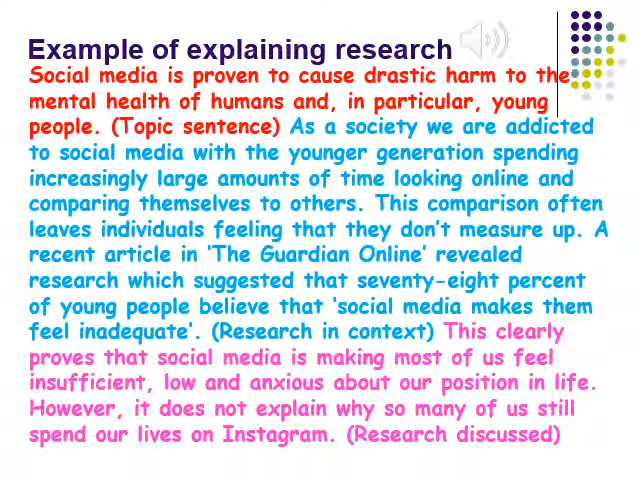 Example of explaining research
Social media is proven to cause drastic harm to the
mental health of humans and, in particular, young
people. (Topic sentence) As a society we are addicted
to social media with the younger generation spending
increasingly large amounts of time looking online and
comparing themselves to others. This comparison often
leaves individuals feeling that they don’t measure up. A
recent article in ‘The Guardian Online’ revealed
research which suggested that seventy-eight percent
of young people believe that ‘social media makes them
feel inadequate’. (Research in context) This clearly
proves that social media is making most of us feel
insufficient, low and anxious about our position in life.
However, it does not explain why so many of us still
spend our lives on Instagram. (Research discussed)